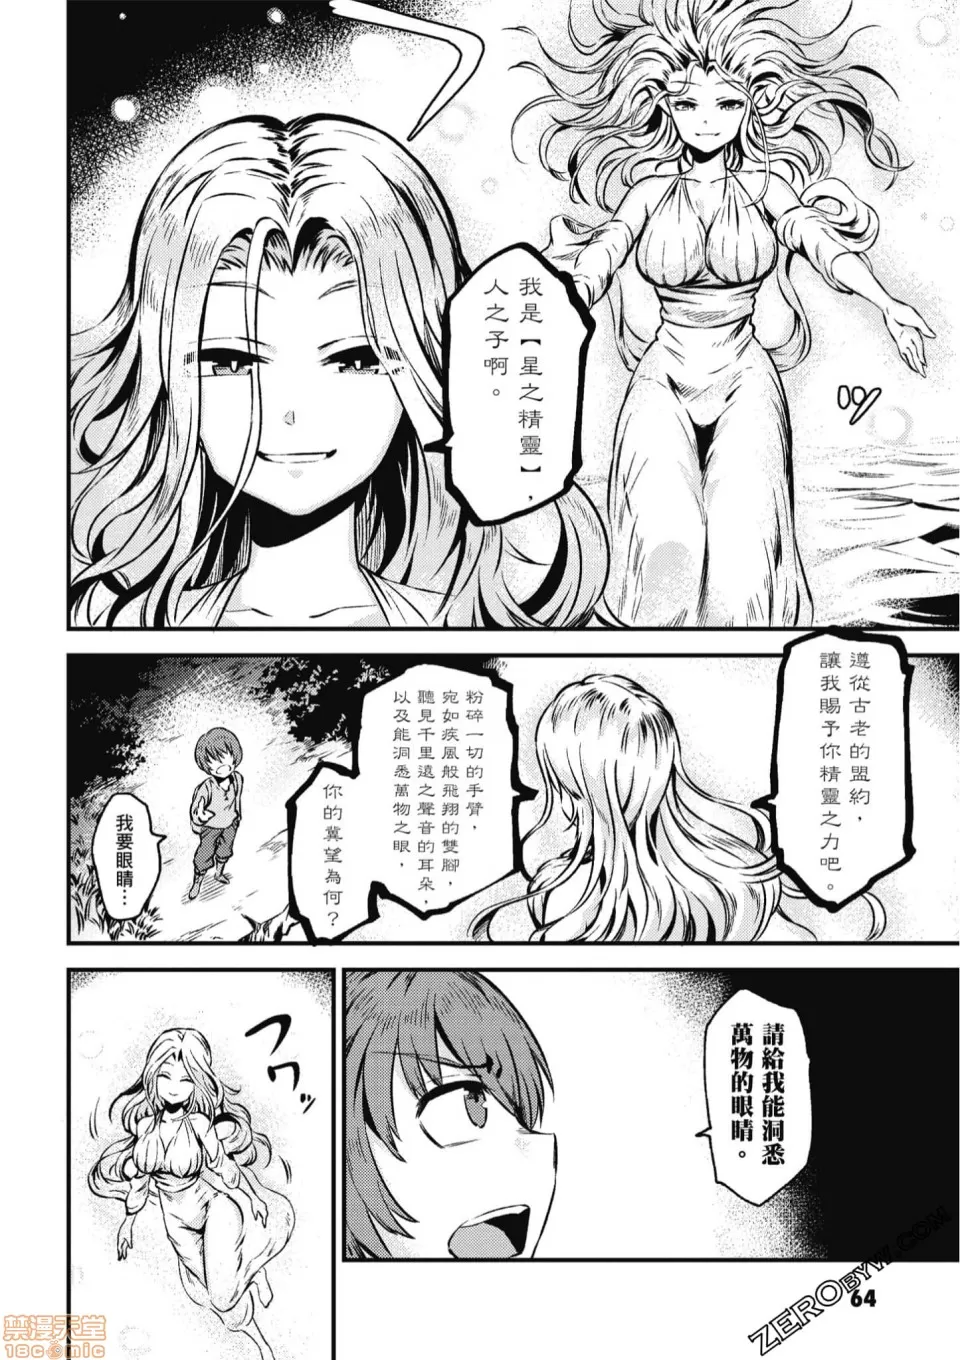 我是【星之精靈】，
人之子啊。
遵從古老的盟約，
讓我賜予你精靈之力吧。
粉碎一切的手臂，
宛如疾風般飛翔的雙腳，
聽見千里遠之聲音的耳朵，
以及能洞悉萬物之眼，
你的冀望為何？
我要眼睛…
請給我能洞悉
萬物的眼睛。
フワッ
64
ZEROBYW.COM
禁漫天堂
18comic